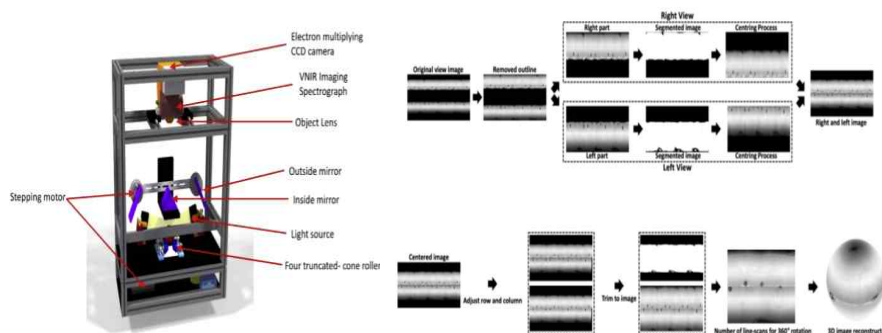 Electron multiplying
CCD camera
VNIR Imaging
Spectrograph
Object Lens
Outside mirror
Stepping motor
Inside mirror
Light source
Four truncated- cone roller
Right View
Right part
Segmented image
Centring Process
Original view image
Removed outline
Right and left image
Left part
Segmented image
Centring Process
Left View
Centered image
Adjust row and column
Trim to image
Number of line-scans for 360° rotation
3D image reconstruct